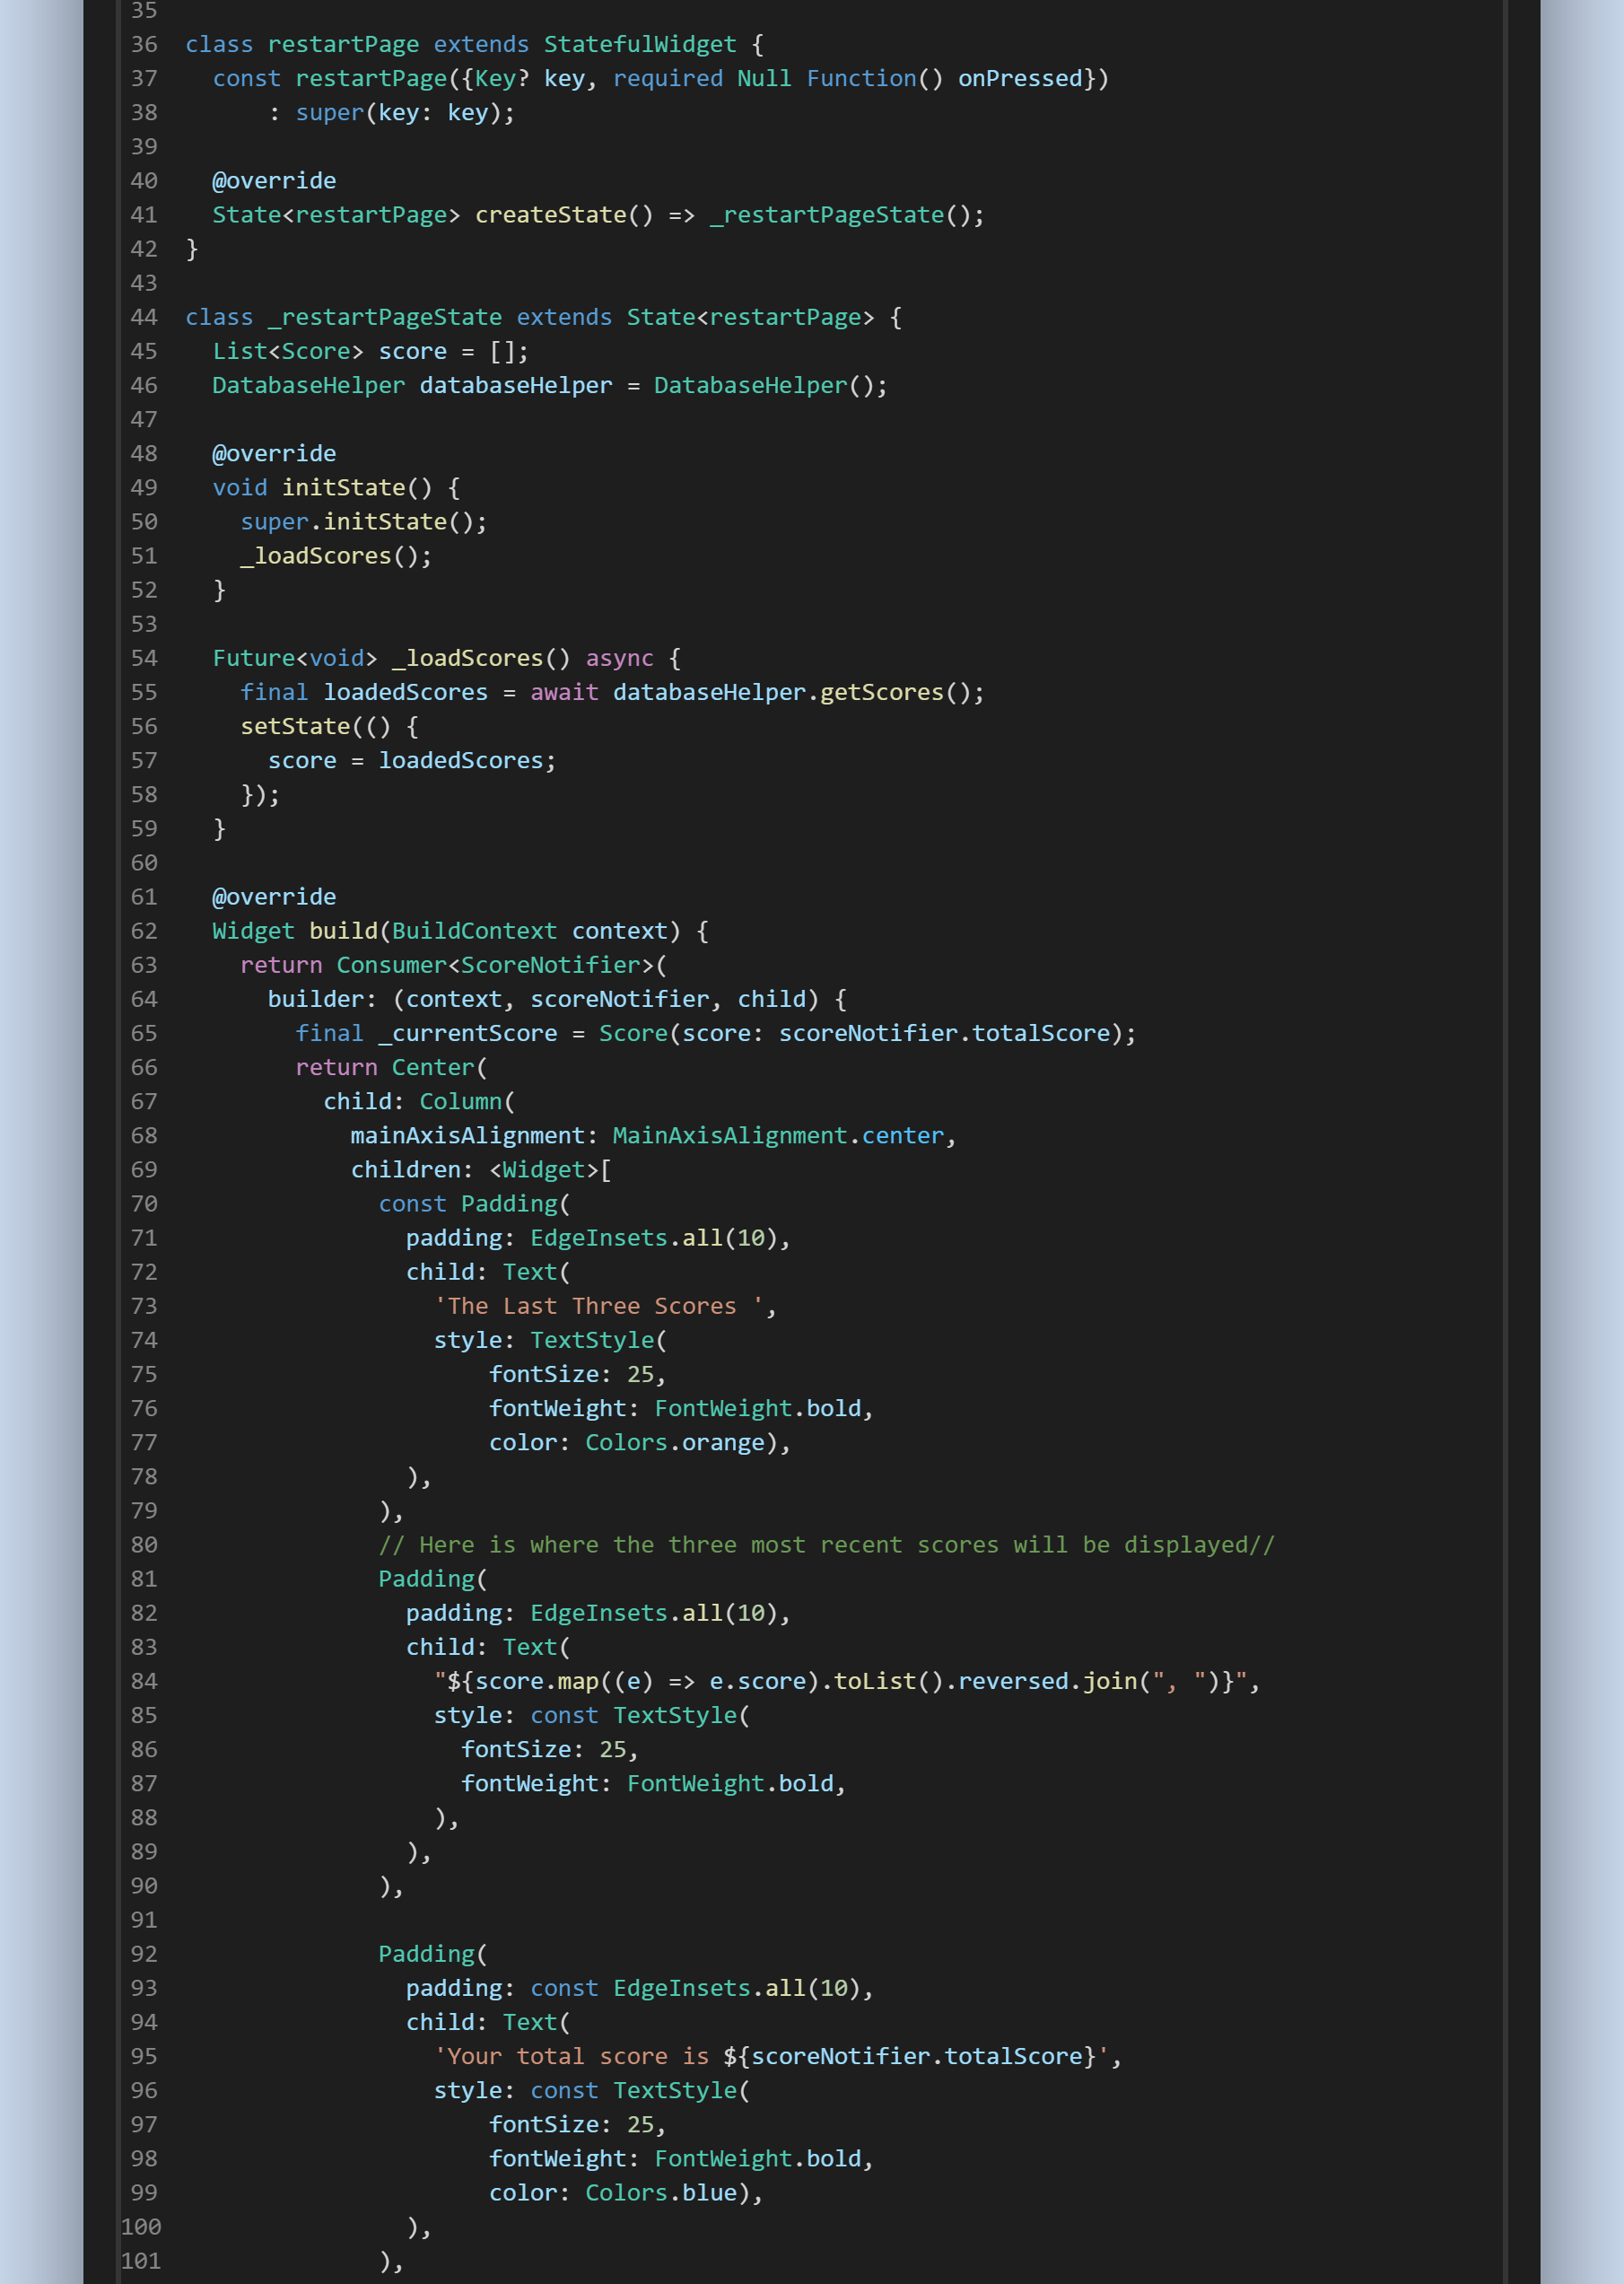 35
36 class restartPage extends StatefulWidget {
37   const restartPage({Key? key, required Null Function() onPressed})
38       : super(key: key);
39
40   @override
41   State<restartPage> createState() => _restartPageState();
42 }
43
44 class _restartPageState extends State<restartPage> {
45   List<Score> score = [];
46   DatabaseHelper databaseHelper = DatabaseHelper();
47
48   @override
49   void initState() {
50     super.initState();
51     _loadScores();
52   }
53
54   Future<void> _loadScores() async {
55     final loadedScores = await databaseHelper.getScores();
56     setState(() {
57       score = loadedScores;
58     });
59   }
60
61   @override
62   Widget build(BuildContext context) {
63     return Consumer<ScoreNotifier>(
64       builder: (context, scoreNotifier, child) {
65         final _currentScore = Score(score: scoreNotifier.totalScore);
66         return Center(
67           child: Column(
68             mainAxisAlignment: MainAxisAlignment.center,
69             children: <Widget>[
70               const Padding(
71                 padding: EdgeInsets.all(10),
72                 child: Text(
73                   'The Last Three Scores ',
74                   style: TextStyle(
75                       fontSize: 25,
76                       fontWeight: FontWeight.bold,
77                       color: Colors.orange),
78                 ),
79               ),
80               // Here is where the three most recent scores will be displayed//
81               Padding(
82                 padding: EdgeInsets.all(10),
83                 child: Text(
84                   "${score.map((e) => e.score).toList().reversed.join(", ")}",
85                   style: const TextStyle(
86                     fontSize: 25,
87                     fontWeight: FontWeight.bold,
88                   ),
89                 ),
90               ),
91
92               Padding(
93                 padding: const EdgeInsets.all(10),
94                 child: Text(
95                   'Your total score is ${scoreNotifier.totalScore}',
96                   style: const TextStyle(
97                       fontSize: 25,
98                       fontWeight: FontWeight.bold,
99                       color: Colors.blue),
100                 ),
101               ),